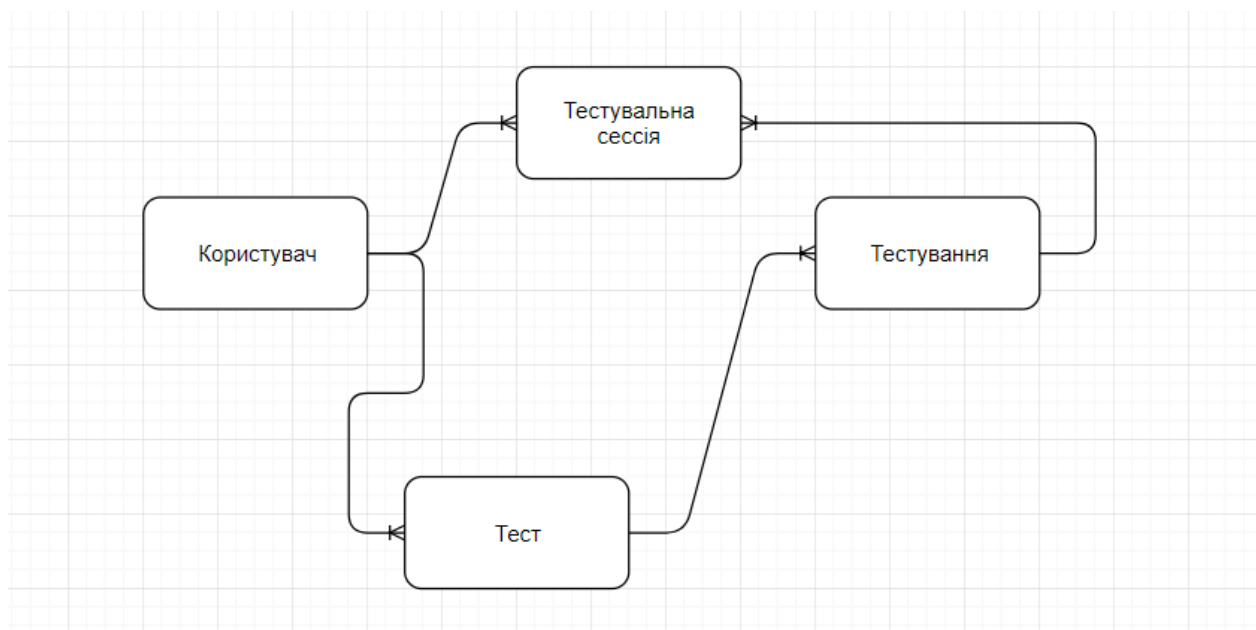 Тестувальна
сессія
Користувач
Тестування
Тест